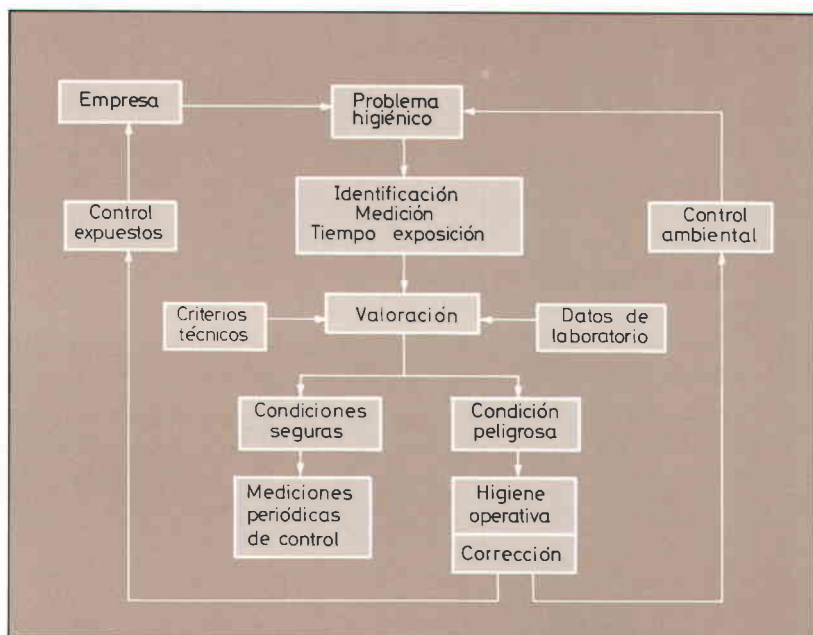 Empresa
Problema
higiénico
Identificación
Medición
Tiempo exposición
Control
expuestos
Control
ambiental
Criterios
técnicos
Valoración
Datos de
laboratorio
Condiciones
seguras
Condición
peligrosa
Mediciones
periódicas
de control
Higiene
operativa
Corrección